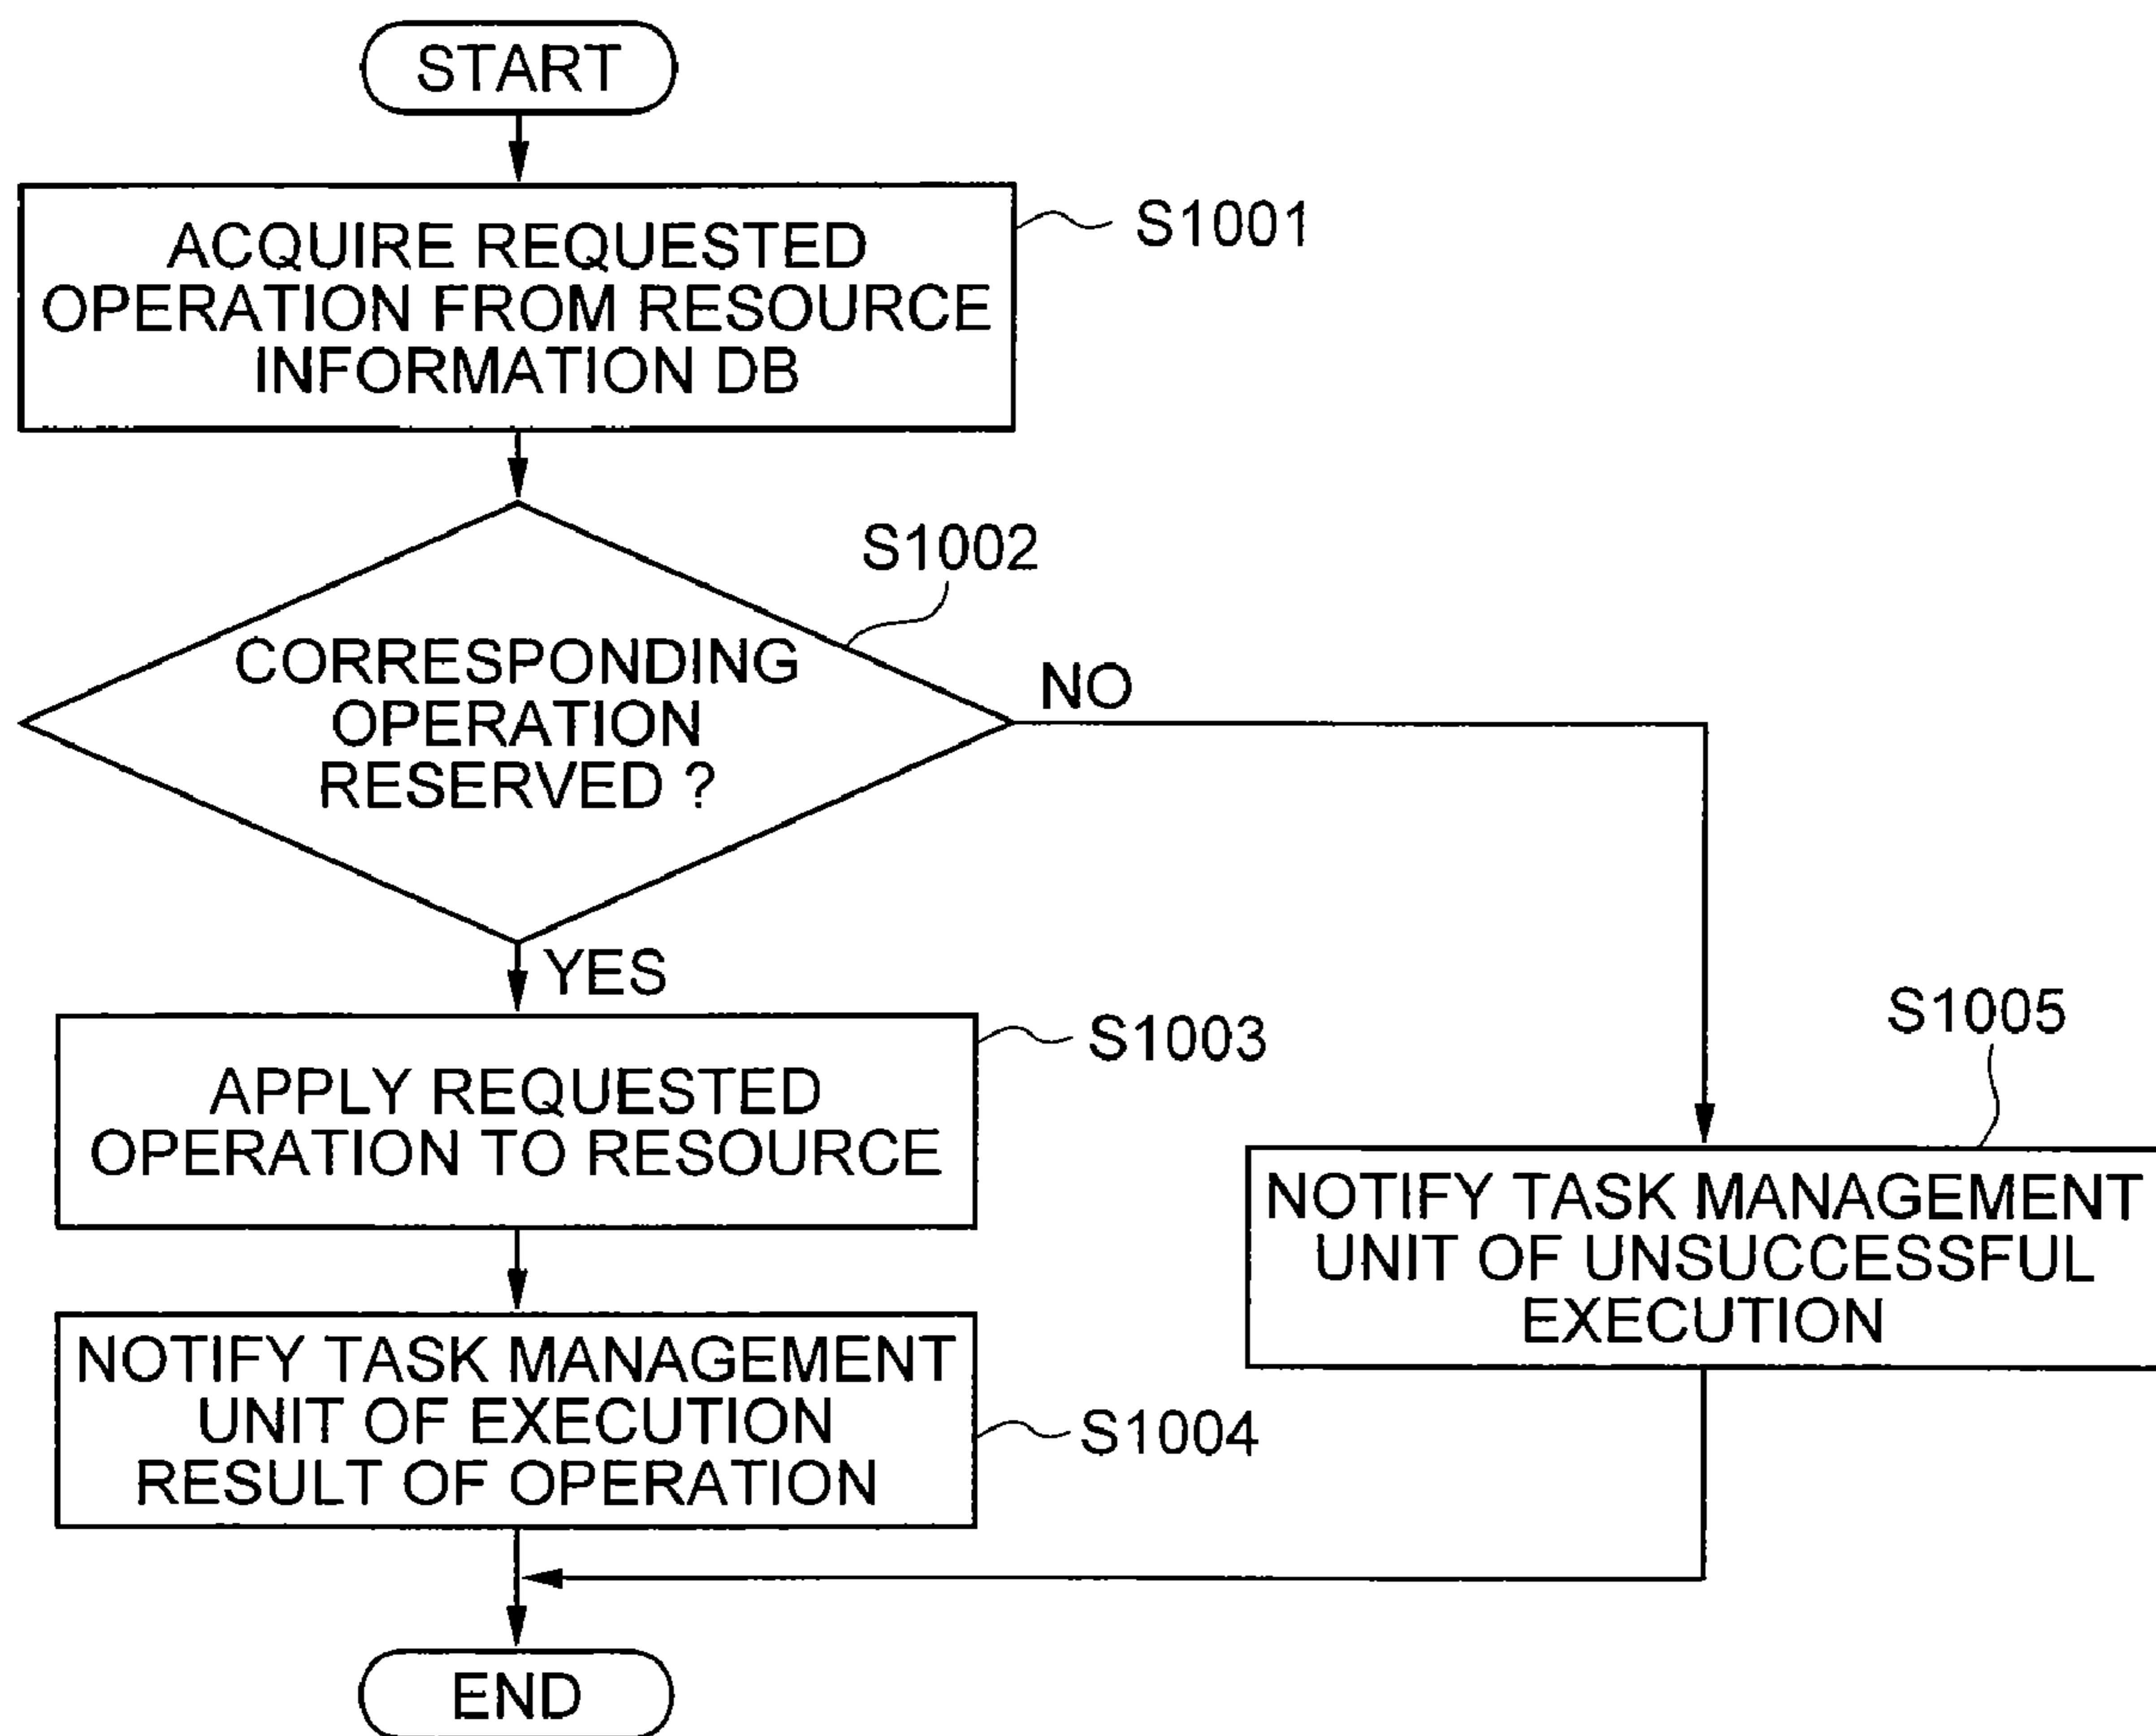 START
ACQUIRE REQUESTED
OPERATION FROM RESOURCE
INFORMATION DB
S1001
S1002
CORRESPONDING
OPERATION
RESERVED ?
NO
YES
S1003
APPLY REQUESTED
OPERATION TO RESOURCE
S1005
NOTIFY TASK MANAGEMENT
UNIT OF UNSUCCESSFUL
EXECUTION
NOTIFY TASK MANAGEMENT
UNIT OF EXECUTION
RESULT OF OPERATION
S1004
END